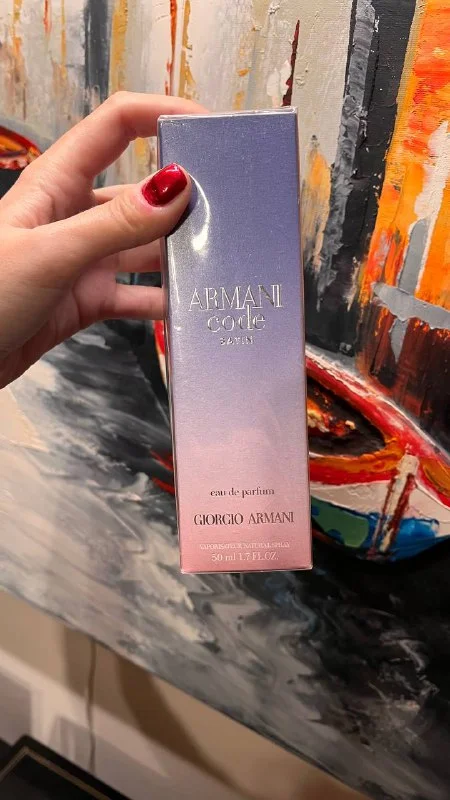 ARMANI
code
SATIN
eau de parfum
GIORGIO ARMANI
VAPORISATEUR NATURAL SPRAY
50 ml 1.7 FL.OZ.